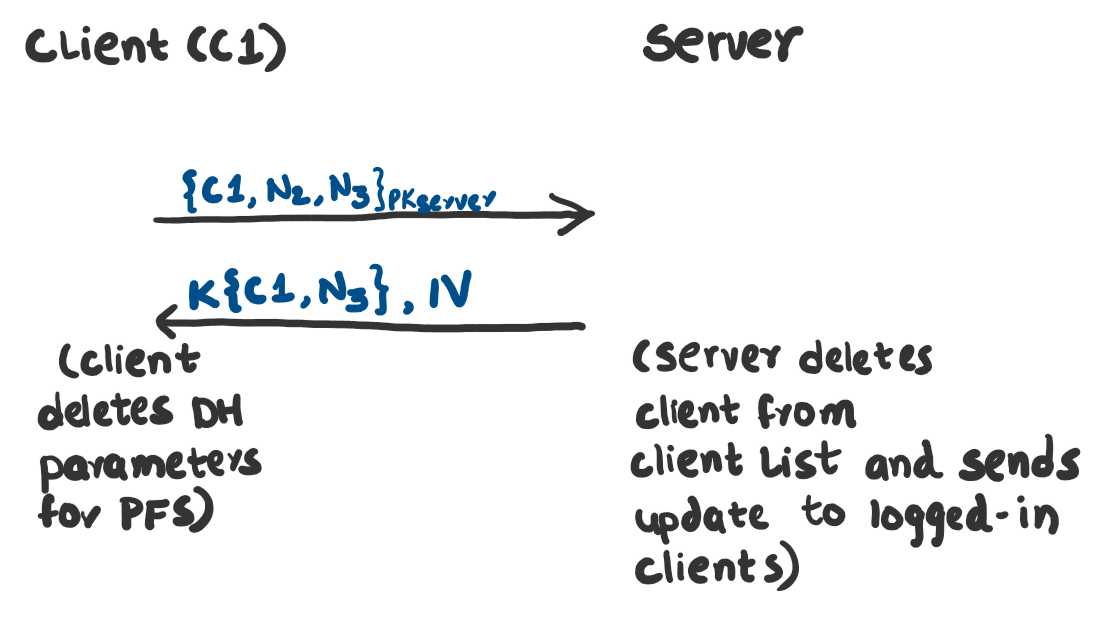 Client (C1)
Server
{C1, N2, N3}PKserver
K{C1, N3}, IV
(client
deletes DH
parameters
for PFS)
(server deletes
client from
client List and sends
update to logged-in
clients)